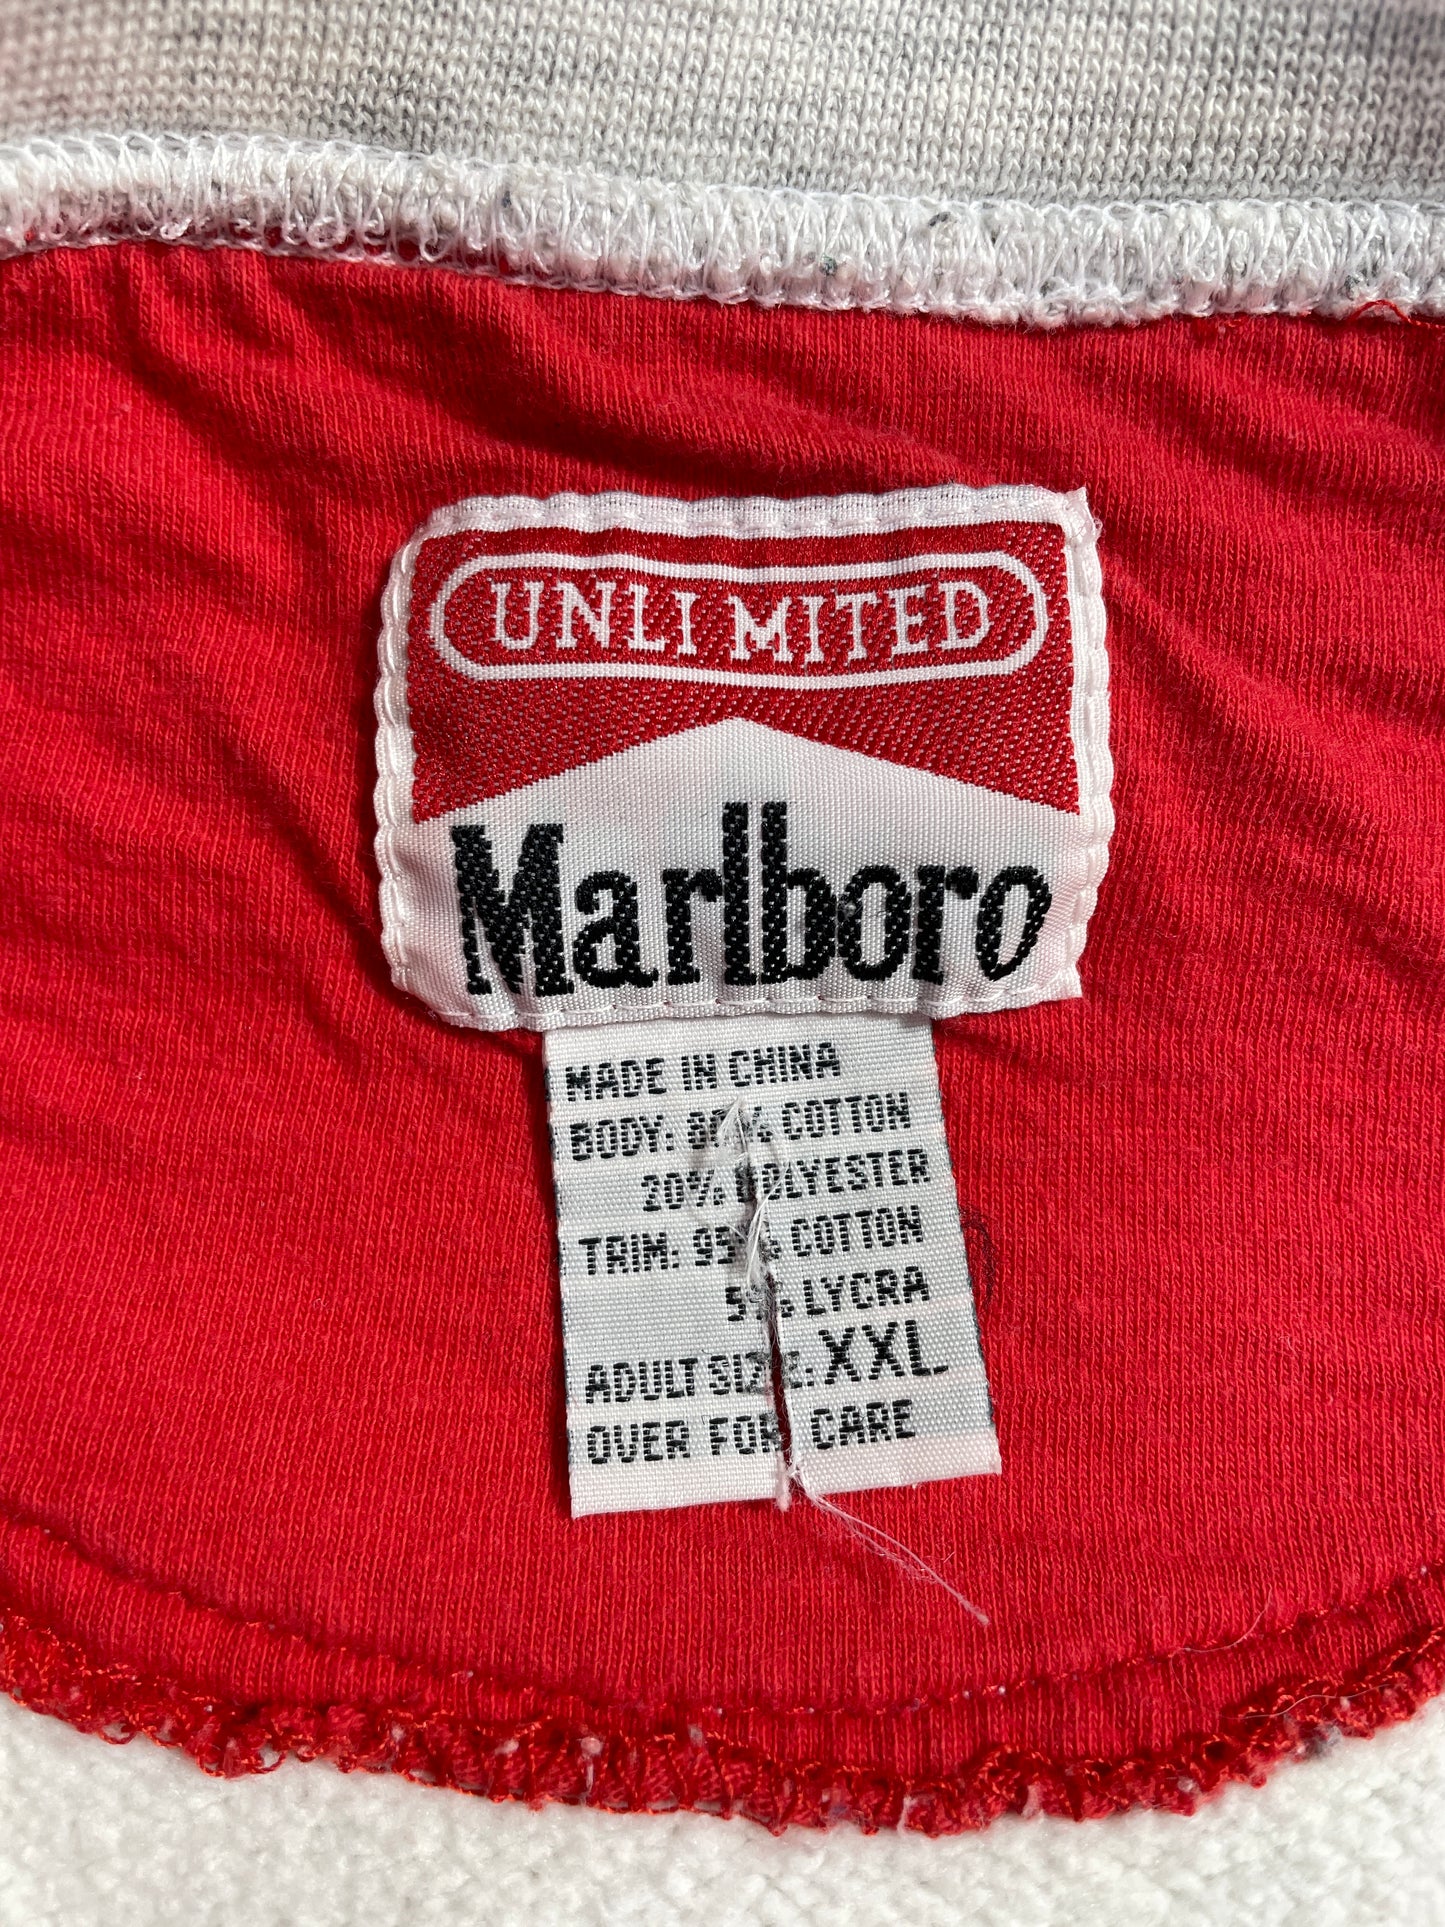 UNLIMITED
Marlboro
MADE IN CHINA
BODY: 80% COTTON
20% POLYESTER
TRIM: 95% COTTON
5% LYCRA
ADULT SIZE: XXL
OVER FOR CARE